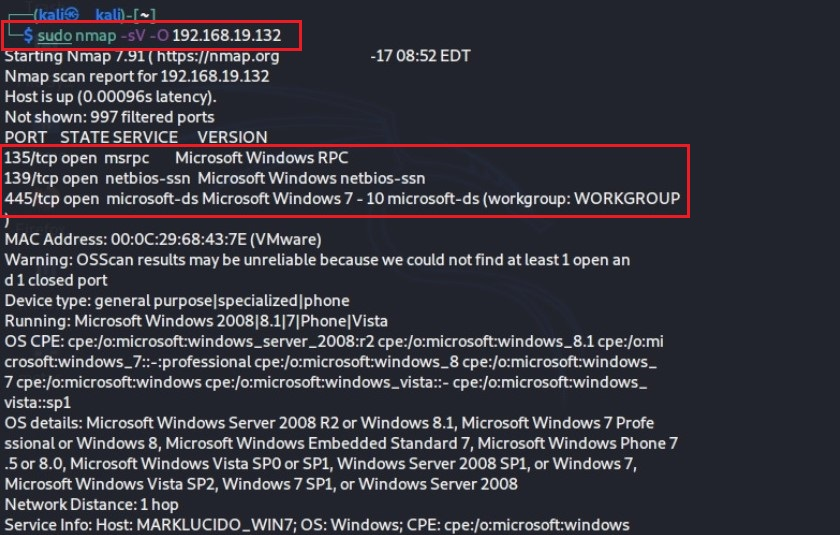 (kali㉿ kali)-[~]
$ sudo nmap -sV -O 192.168.19.132
Starting Nmap 7.91 ( https://nmap.org -17 08:52 EDT
Nmap scan report for 192.168.19.132
Host is up (0.00096s latency).
Not shown: 997 filtered ports
PORT STATE SERVICE VERSION
135/tcp open msrpc Microsoft Windows RPC
139/tcp open netbios-ssn Microsoft Windows netbios-ssn
445/tcp open microsoft-ds Microsoft Windows 7 - 10 microsoft-ds (workgroup: WORKGROUP
)
MAC Address: 00:0C:29:68:43:7E (VMware)
Warning: OSScan results may be unreliable because we could not find at least 1 open an
d 1 closed port
Device type: general purpose|specialized|phone
Running: Microsoft Windows 2008|8.1|7|Phone|Vista
OS CPE: cpe:/o:microsoft:windows_server_2008:r2 cpe:/o:microsoft:windows_8.1 cpe:/o:mi
crosoft:windows_7::-:professional cpe:/o:microsoft:windows_8 cpe:/o:microsoft:windows_
7 cpe:/o:microsoft:windows cpe:/o:microsoft:windows_vista::- cpe:/o:microsoft:windows_
vista::sp1
OS details: Microsoft Windows Server 2008 R2 or Windows 8.1, Microsoft Windows 7 Profe
ssional or Windows 8, Microsoft Windows Embedded Standard 7, Microsoft Windows Phone 7
.5 or 8.0, Microsoft Windows Vista SP0 or SP1, Windows Server 2008 SP1, or Windows 7,
Microsoft Windows Vista SP2, Windows 7 SP1, or Windows Server 2008
Network Distance: 1 hop
Service Info: Host: MARKLUCIDO_WIN7; OS: Windows; CPE: cpe:/o:microsoft:windows